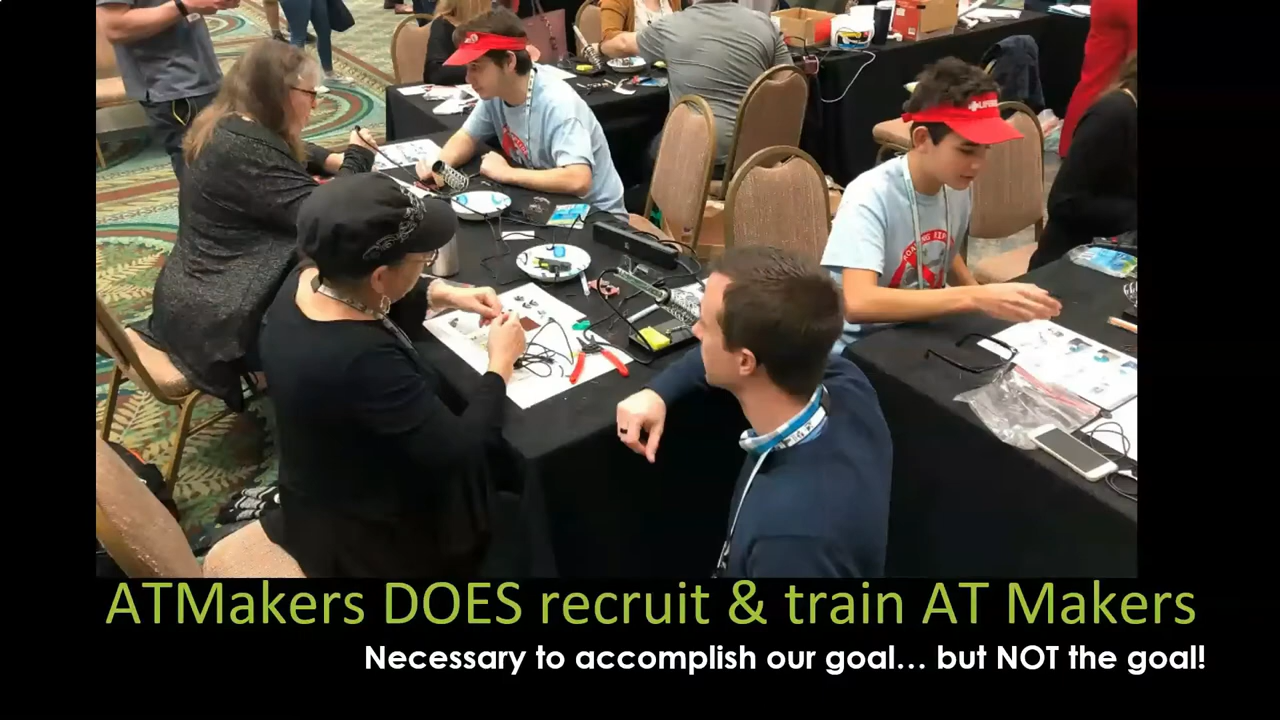 ATMakers DOES recruit & train AT Makers
Necessary to accomplish our goal... but NOT the goal!